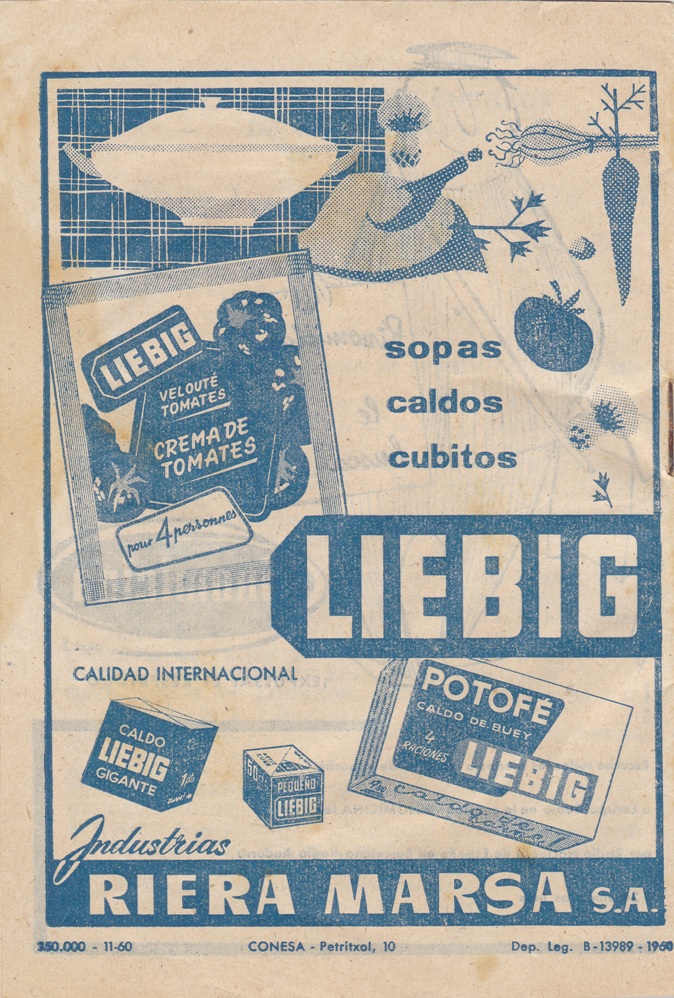 LIEBIG
VELOUTÉ
TOMATES
CREMA DE
TOMATES
pour 4 personnes
sopas
caldos
cubitos
LIEBIG
CALIDAD INTERNACIONAL
CALDO
LIEBIG
GIGANTE
PEQUEÑO
LIEBIG
POTOFÉ
CALDO DE BUEY
4
RACIONES
LIEBIG
Industrias
RIERA MARSA S.A.
350.000 - 11-60
CONESA - Petritxol, 10
Dep. Leg. B-13989 - 1960